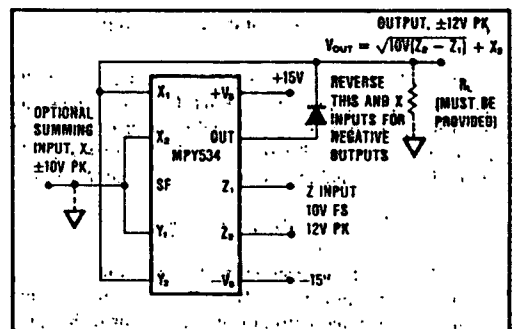 OUTPUT, ±12V PK,
V_OUT = √10V(Z₂ − Z₁) + X₂
+15V
REVERSE
THIS AND X
INPUTS FOR
NEGATIVE
OUTPUTS
R_L
(MUST BE
PROVIDED)
OPTIONAL
SUMMING
INPUT, X,
±10V PK,
X₁
X₂
SF
Y₁
Y₂
MPY534
+V_S
OUT
Z₁
Z₂
−V_S
Z INPUT
10V FS
12V PK